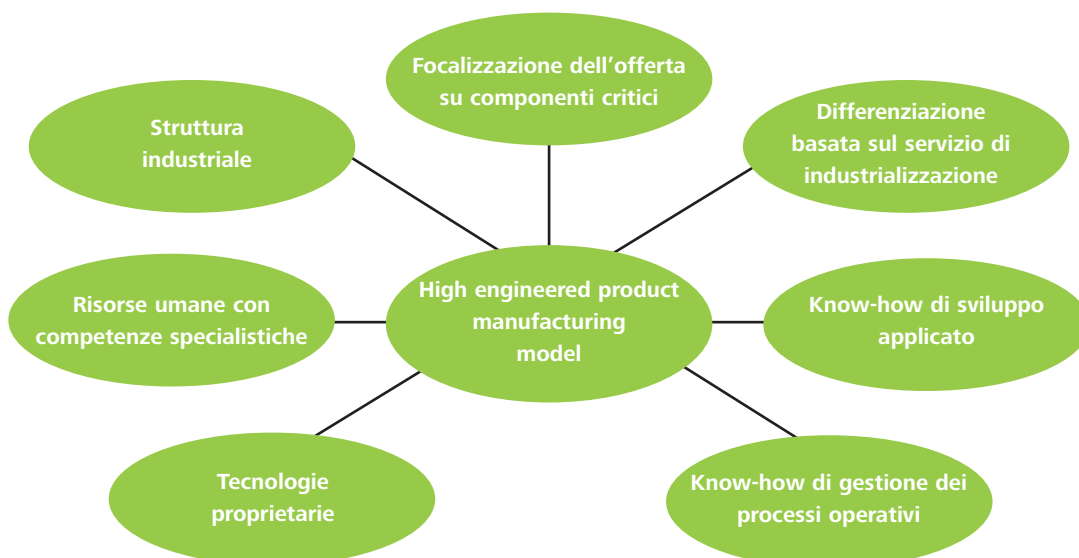 Focalizzazione dell'offerta
su componenti critici
Struttura
industriale
Differenziazione
basata sul servizio di
industrializzazione
Risorse umane con
competenze specialistiche
High engineered product
manufacturing
model
Know-how di sviluppo
applicato
Tecnologie
proprietarie
Know-how di gestione dei
processi operativi